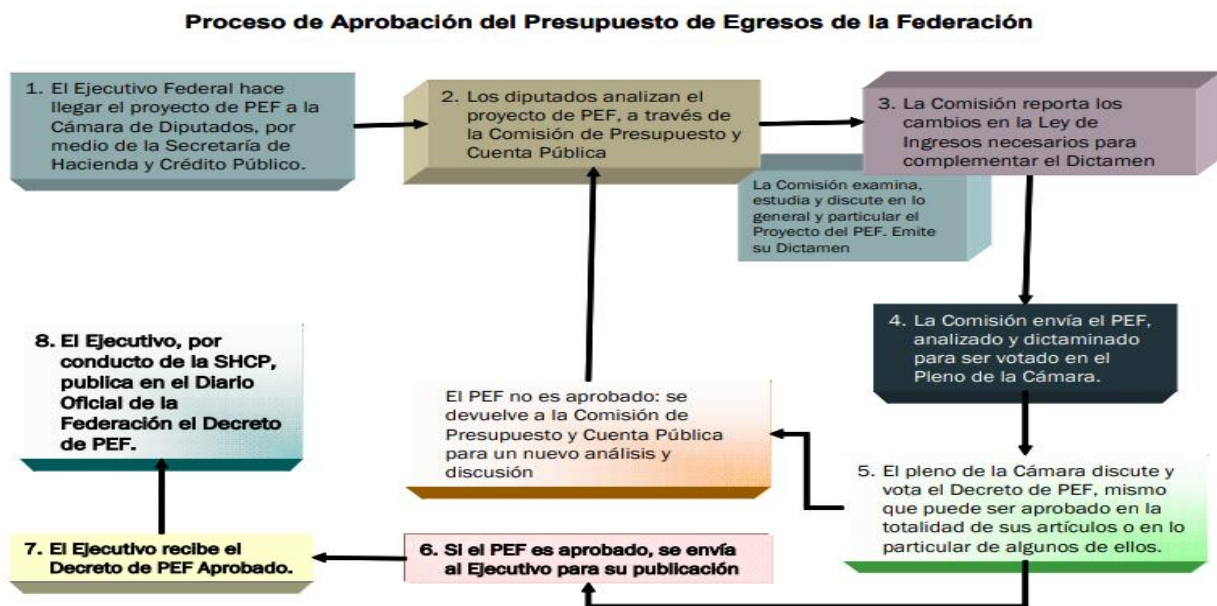 Proceso de Aprobación del Presupuesto de Egresos de la Federación
1. El Ejecutivo Federal hace
llegar el proyecto de PEF a la
Cámara de Diputados, por
medio de la Secretaría de
Hacienda y Crédito Público.
2. Los diputados analizan el
proyecto de PEF, a través de
la Comisión de Presupuesto y
Cuenta Pública
3. La Comisión reporta los
cambios en la Ley de
Ingresos necesarios para
complementar el Dictamen
La Comisión examina,
estudia y discute en lo
general y particular el
Proyecto del PEF. Emite
su Dictamen
4. La Comisión envía el PEF,
analizado y dictaminado
para ser votado en el
Pleno de la Cámara.
El PEF no es aprobado: se
devuelve a la Comisión de
Presupuesto y Cuenta Pública
para un nuevo análisis y
discusión
5. El pleno de la Cámara discute y
vota el Decreto de PEF, mismo
que puede ser aprobado en la
totalidad de sus artículos o en lo
particular de algunos de ellos.
6. Si el PEF es aprobado, se envía
al Ejecutivo para su publicación
7. El Ejecutivo recibe el
Decreto de PEF Aprobado.
8. El Ejecutivo, por
conducto de la SHCP,
publica en el Diario
Oficial de la
Federación el Decreto
de PEF.